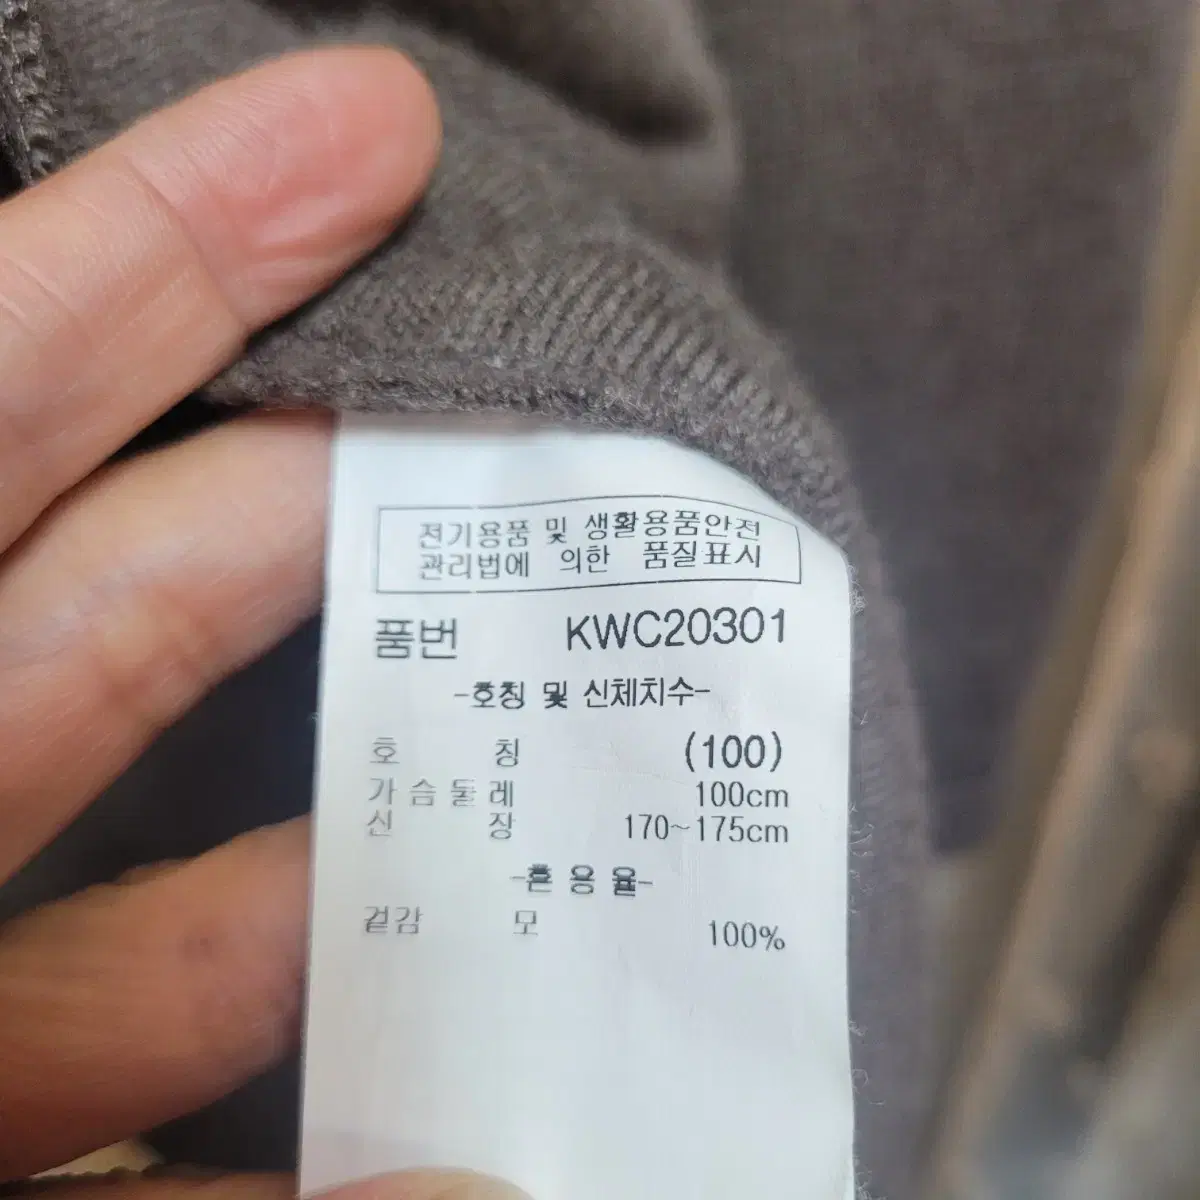 전기용품 및 생활용품안전
관리법에 의한 품질표시
품번 KWC20301
-호칭 및 신체치수-
호 칭 (100)
가 슴 둘 레 100cm
신 장 170~175cm
-혼 용 율-
겉감 모 100%